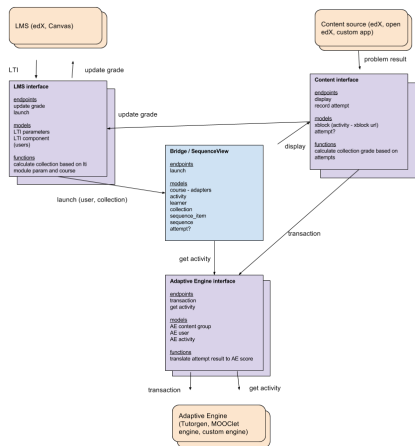 LMS (edX, Canvas)
Content source (edX, open
edX, custom app)
LTI
update grade
problem result
LMS interface
endpoints
update grade
launch
models
LTI parameters
LTI component
(users)
functions
calculate collection based on lti
module param and course
update grade
Content interface
endpoints
display
record attempt
models
xblock (activity - xblock url)
attempt?
functions
calculate collection grade based on
attempts
Bridge / SequenceView
endpoints
launch
models
course - edapters
activity
learner
collection
sequence_item
sequence
attempt?
display
launch (user, collection)
transaction
get activity
Adaptive Engine interface
endpoints
transaction
get activity
models
AE content group
AE user
AE activity
functions
translate attempt result to AE score
transaction
get activity
Adaptive Engine
(Tutorgen, MOOClet
engine, custom engine)